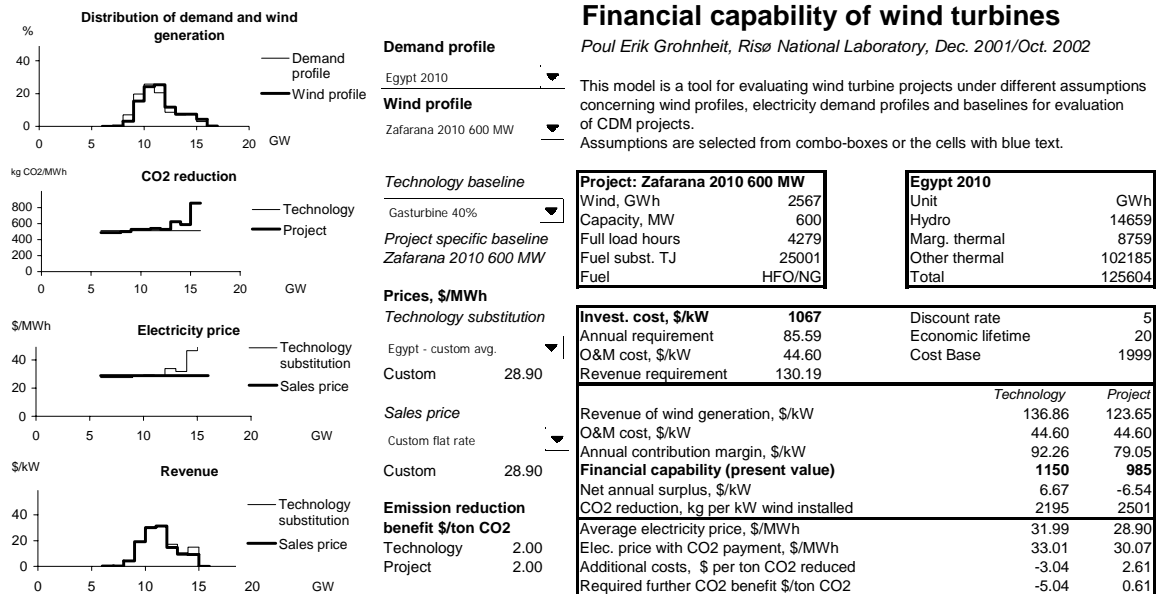 Distribution of demand and wind
generation
%
40
20
0
0 5 10 15 20 GW
Demand
profile
Wind profile
kg CO2/MWh
CO2 reduction
800
600
400
200
0
0 5 10 15 20 GW
Technology
Project
$/MWh
Electricity price
40
20
0
0 5 10 15 20 GW
Technology
substitution
Sales price
$/kW
Revenue
40
20
0
0 5 10 15 20 GW
Technology
substitution
Sales price
Demand profile
Egypt 2010
Wind profile
Zafarana 2010 600 MW
Technology baseline
Gasturbine 40%
Project specific baseline
Zafarana 2010 600 MW
Prices, $/MWh
Technology substitution
Egypt - custom avg.
Custom 28.90
Sales price
Custom flat rate
Custom 28.90
Emission reduction
benefit $/ton CO2
Technology 2.00
Project 2.00
Financial capability of wind turbines
Poul Erik Grohnheit, Risø National Laboratory, Dec. 2001/Oct. 2002
This model is a tool for evaluating wind turbine projects under different assumptions
concerning wind profiles, electricity demand profiles and baselines for evaluation
of CDM projects.
Assumptions are selected from combo-boxes or the cells with blue text.
Project: Zafarana 2010 600 MW
Wind, GWh 2567
Capacity, MW 600
Full load hours 4279
Fuel subst. TJ 25001
Fuel HFO/NG
Egypt 2010
Unit GWh
Hydro 14659
Marg. thermal 8759
Other thermal 102185
Total 125604
Invest. cost, $/kW 1067 Discount rate 5
Annual requirement 85.59 Economic lifetime 20
O&M cost, $/kW 44.60 Cost Base 1999
Revenue requirement 130.19
Technology Project
Revenue of wind generation, $/kW 136.86 123.65
O&M cost, $/kW 44.60 44.60
Annual contribution margin, $/kW 92.26 79.05
Financial capability (present value) 1150 985
Net annual surplus, $/kW 6.67 -6.54
CO2 reduction, kg per kW wind installed 2195 2501
Average electricity price, $/MWh 31.99 28.90
Elec. price with CO2 payment, $/MWh 33.01 30.07
Additional costs, $ per ton CO2 reduced -3.04 2.61
Required further CO2 benefit $/ton CO2 -5.04 0.61